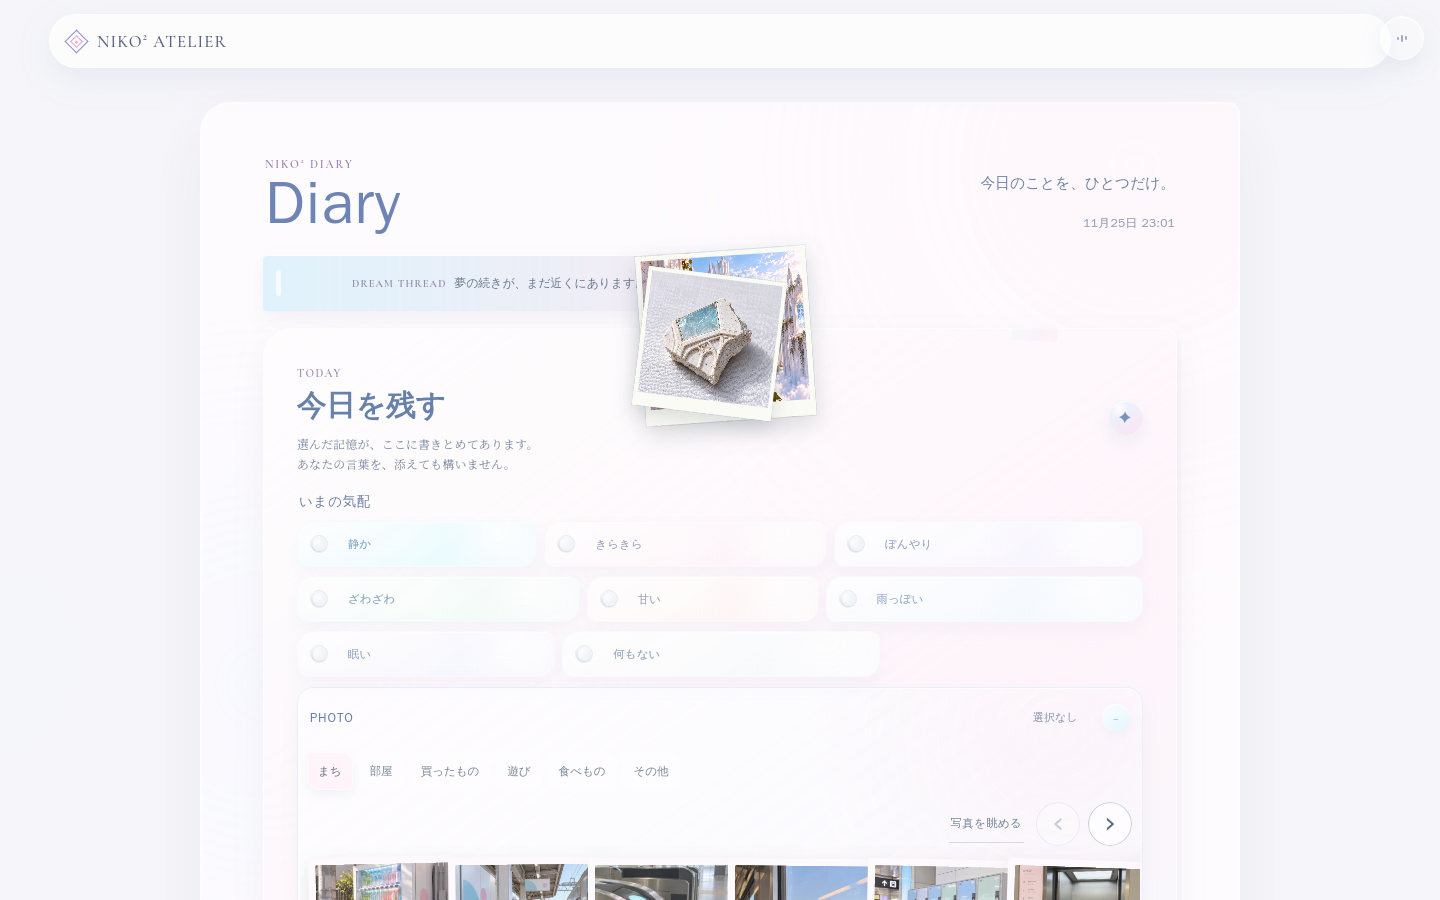 NIKO² ATELIER
NIKO² DIARY
Diary
今日のことを、ひとつだけ。
11月25日 23:01
DREAM THREAD 夢の続きが、まだ近くにあります
TODAY
今日を残す
選んだ記憶が、ここに書きとめてあります。
あなたの言葉を、添えても構いません。
いまの気配
静か
きらきら
ぼんやり
ざわざわ
甘い
雨っぽい
眠い
何もない
PHOTO
選択なし
−
まち 部屋 買ったもの 遊び 食べもの その他
写真を眺める